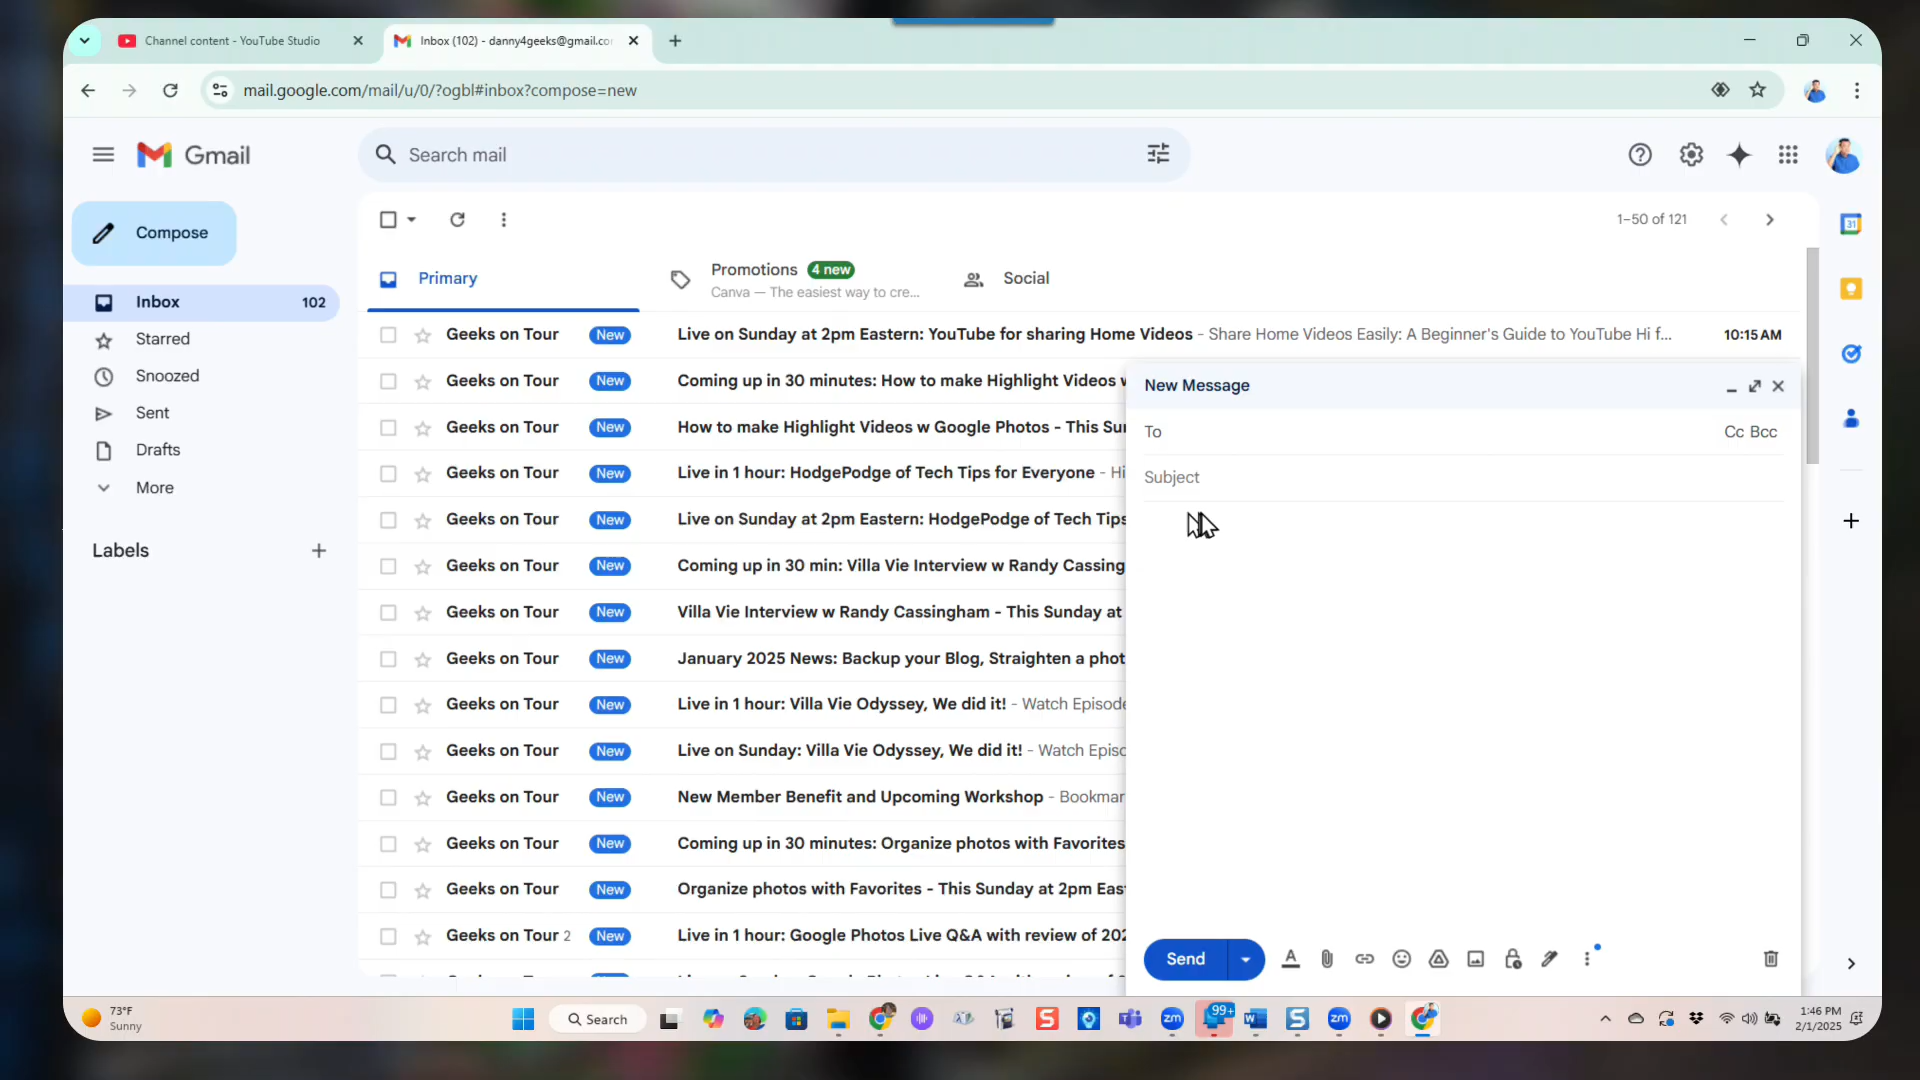 Channel content - YouTube Studio
Inbox (102) - danny4geeks@gmail.co
mail.google.com/mail/u/0/?ogbl#inbox?compose=new
Gmail
Search mail
31
Compose
1–50 of 121
Primary
Promotions 4 new
Canva — The easiest way to cre...
Social
Inbox 102
Starred
Snoozed
Sent
Drafts
More
Labels
Geeks on Tour New Live on Sunday at 2pm Eastern: YouTube for sharing Home Videos - Share Home Videos Easily: A Beginner's Guide to YouTube Hi f... 10:15 AM
Geeks on Tour New Coming up in 30 minutes: How to make Highlight Videos w
Geeks on Tour New How to make Highlight Videos w Google Photos - This Sun
Geeks on Tour New Live in 1 hour: HodgePodge of Tech Tips for Everyone - Hi
Geeks on Tour New Live on Sunday at 2pm Eastern: HodgePodge of Tech Tips
Geeks on Tour New Coming up in 30 min: Villa Vie Interview w Randy Cassing
Geeks on Tour New Villa Vie Interview w Randy Cassingham - This Sunday at
Geeks on Tour New January 2025 News: Backup your Blog, Straighten a phot
Geeks on Tour New Live in 1 hour: Villa Vie Odyssey, We did it! - Watch Episode
Geeks on Tour New Live on Sunday: Villa Vie Odyssey, We did it! - Watch Episo
Geeks on Tour New New Member Benefit and Upcoming Workshop - Bookmar
Geeks on Tour New Coming up in 30 minutes: Organize photos with Favorites
Geeks on Tour New Organize photos with Favorites - This Sunday at 2pm Eas
Geeks on Tour 2 New Live in 1 hour: Google Photos Live Q&A with review of 202
New Message
To
Cc Bcc
Subject
Send
73°F
Sunny
Search
zm
99+
zm
1:46 PM
2/1/2025